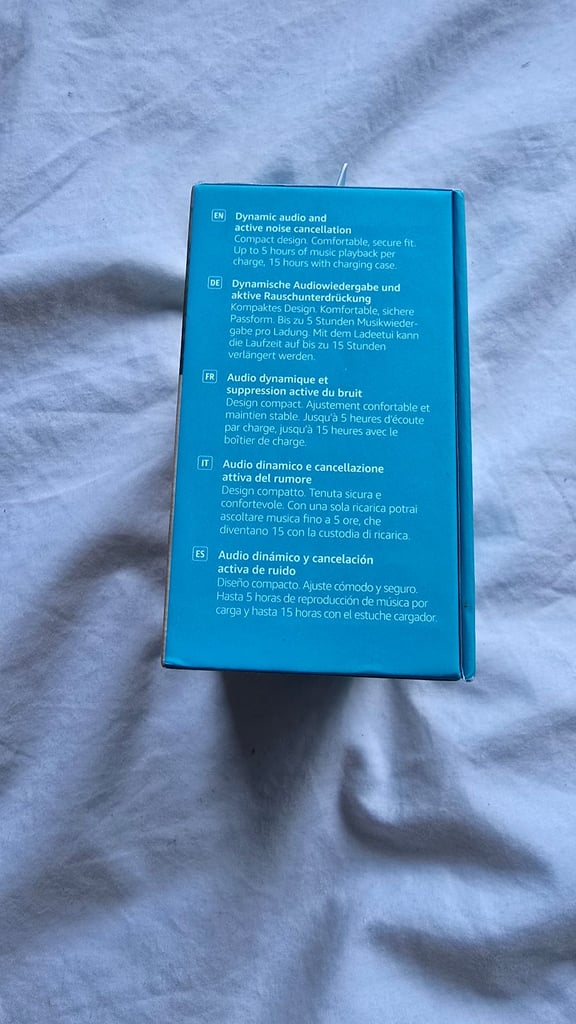 EN Dynamic audio and
active noise cancellation
Compact design. Comfortable, secure fit.
Up to 5 hours of music playback per
charge, 15 hours with charging case.
DE Dynamische Audiowiedergabe und
aktive Rauschunterdrückung
Kompaktes Design. Komfortable, sichere
Passform. Bis zu 5 Stunden Musikwieder-
gabe pro Ladung. Mit dem Ladeetui kann
die Laufzeit auf bis zu 15 Stunden
verlängert werden.
FR Audio dynamique et
suppression active du bruit
Design compact. Ajustement confortable et
maintien stable. Jusqu'à 5 heures d'écoute
par charge, jusqu'à 15 heures avec le
boîtier de charge.
IT Audio dinamico e cancellazione
attiva del rumore
Design compatto. Tenuta sicura e
confortevole. Con una sola ricarica potrai
ascoltare musica fino a 5 ore, che
diventano 15 con la custodia di ricarica.
ES Audio dinámico y cancelación
activa de ruido
Diseño compacto. Ajuste cómodo y seguro.
Hasta 5 horas de reproducción de música por
carga y hasta 15 horas con el estuche cargador.